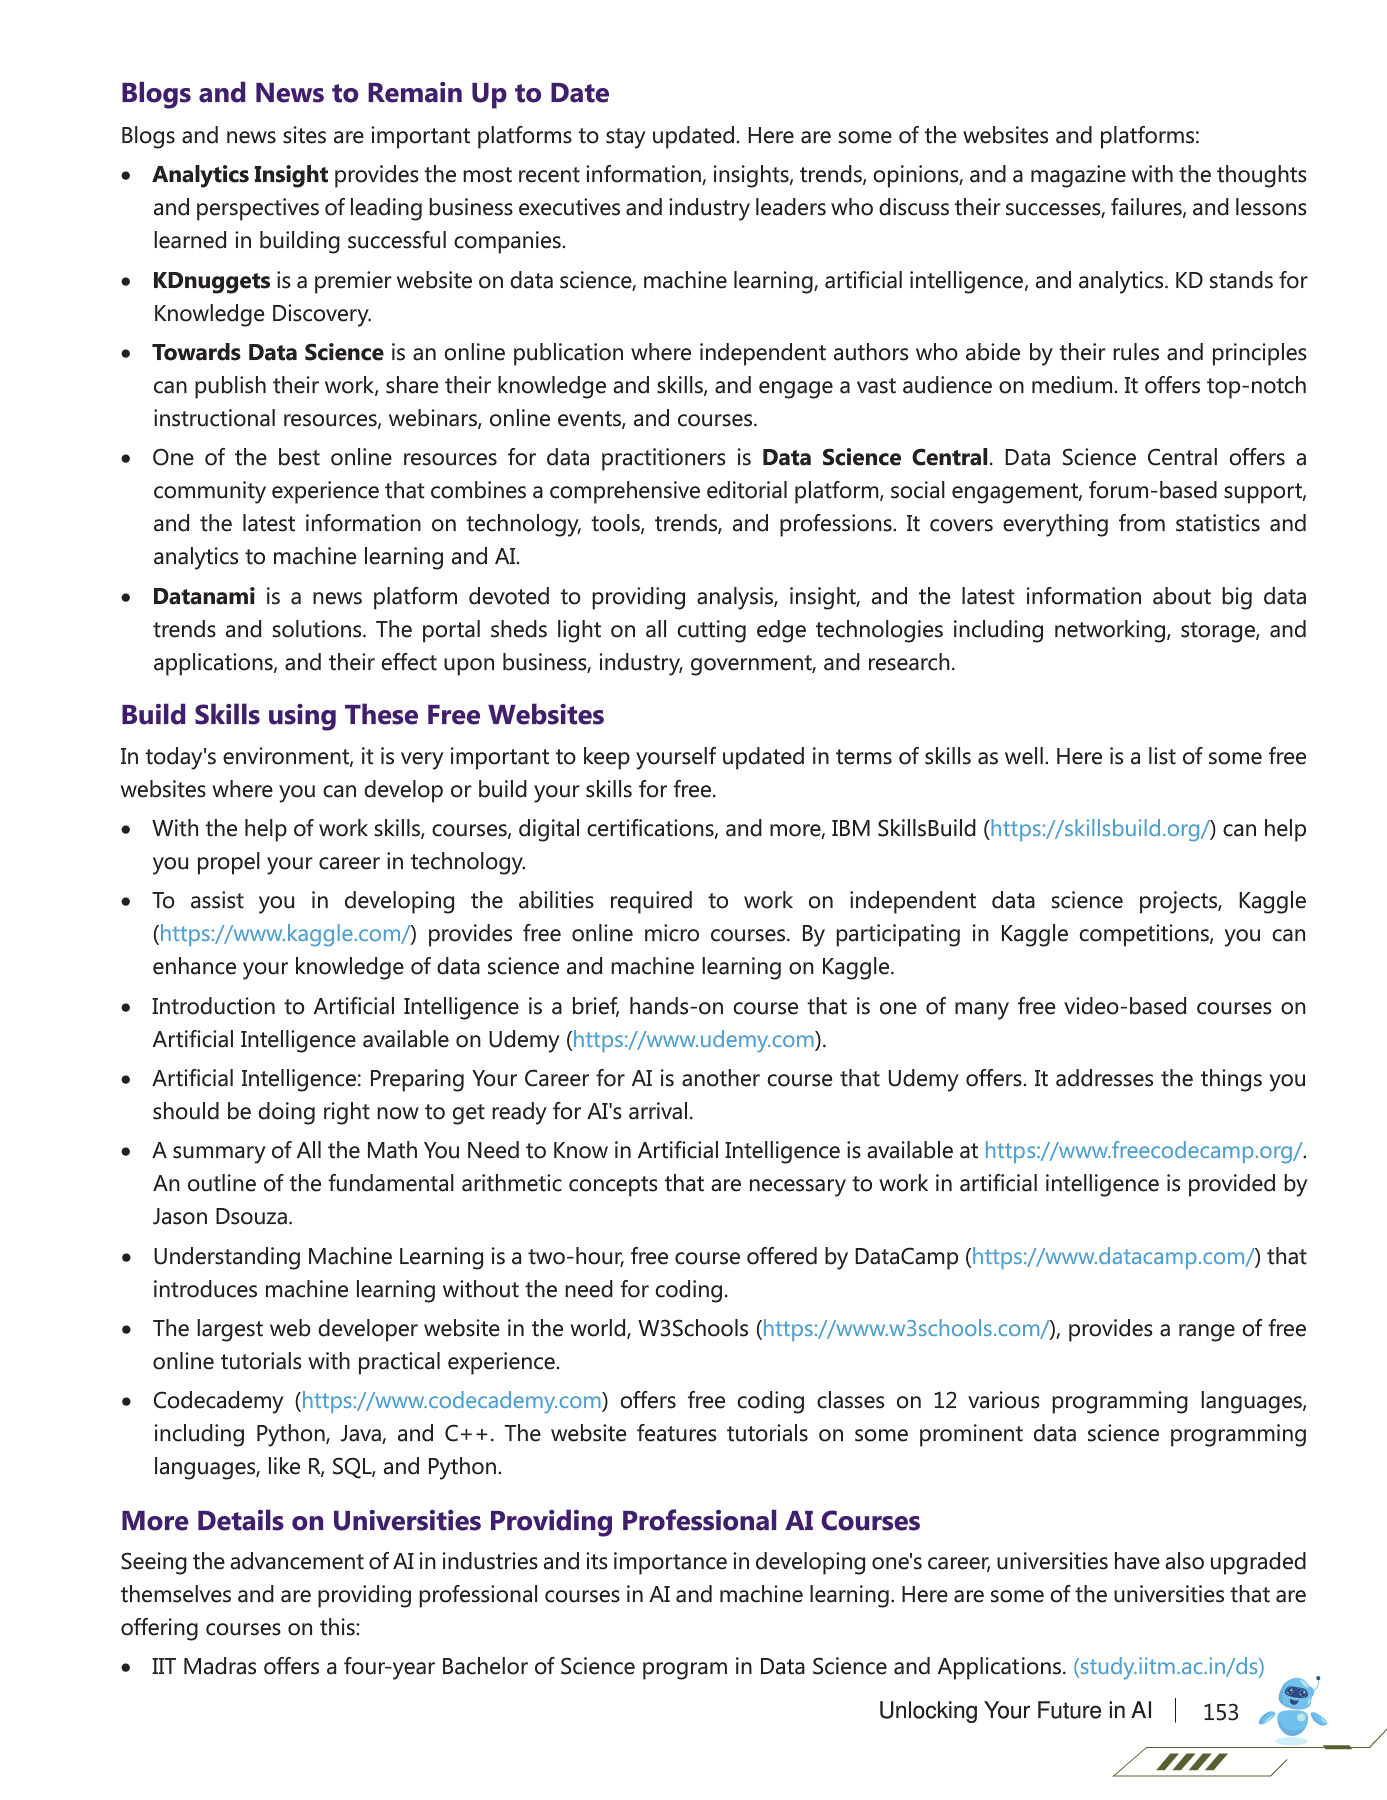 Blogs and News to Remain Up to Date
Blogs and news sites are important platforms to stay updated. Here are some of the websites and platforms:
• Analytics Insight provides the most recent information, insights, trends, opinions, and a magazine with the thoughts
and perspectives of leading business executives and industry leaders who discuss their successes, failures, and lessons
learned in building successful companies.
• KDnuggets is a premier website on data science, machine learning, artificial intelligence, and analytics. KD stands for
Knowledge Discovery.
• Towards Data Science is an online publication where independent authors who abide by their rules and principles
can publish their work, share their knowledge and skills, and engage a vast audience on medium. It offers top-notch
instructional resources, webinars, online events, and courses.
• One of the best online resources for data practitioners is Data Science Central. Data Science Central offers a
community experience that combines a comprehensive editorial platform, social engagement, forum-based support,
and the latest information on technology, tools, trends, and professions. It covers everything from statistics and
analytics to machine learning and AI.
• Datanami is a news platform devoted to providing analysis, insight, and the latest information about big data
trends and solutions. The portal sheds light on all cutting edge technologies including networking, storage, and
applications, and their effect upon business, industry, government, and research.
Build Skills using These Free Websites
In today's environment, it is very important to keep yourself updated in terms of skills as well. Here is a list of some free
websites where you can develop or build your skills for free.
• With the help of work skills, courses, digital certifications, and more, IBM SkillsBuild (https://skillsbuild.org/) can help
you propel your career in technology.
• To assist you in developing the abilities required to work on independent data science projects, Kaggle
(https://www.kaggle.com/) provides free online micro courses. By participating in Kaggle competitions, you can
enhance your knowledge of data science and machine learning on Kaggle.
• Introduction to Artificial Intelligence is a brief, hands-on course that is one of many free video-based courses on
Artificial Intelligence available on Udemy (https://www.udemy.com).
• Artificial Intelligence: Preparing Your Career for AI is another course that Udemy offers. It addresses the things you
should be doing right now to get ready for AI's arrival.
• A summary of All the Math You Need to Know in Artificial Intelligence is available at https://www.freecodecamp.org/.
An outline of the fundamental arithmetic concepts that are necessary to work in artificial intelligence is provided by
Jason Dsouza.
• Understanding Machine Learning is a two-hour, free course offered by DataCamp (https://www.datacamp.com/) that
introduces machine learning without the need for coding.
• The largest web developer website in the world, W3Schools (https://www.w3schools.com/), provides a range of free
online tutorials with practical experience.
• Codecademy (https://www.codecademy.com) offers free coding classes on 12 various programming languages,
including Python, Java, and C++. The website features tutorials on some prominent data science programming
languages, like R, SQL, and Python.
More Details on Universities Providing Professional AI Courses
Seeing the advancement of AI in industries and its importance in developing one's career, universities have also upgraded
themselves and are providing professional courses in AI and machine learning. Here are some of the universities that are
offering courses on this:
• IIT Madras offers a four-year Bachelor of Science program in Data Science and Applications. (study.iitm.ac.in/ds)
Unlocking Your Future in AI | 153